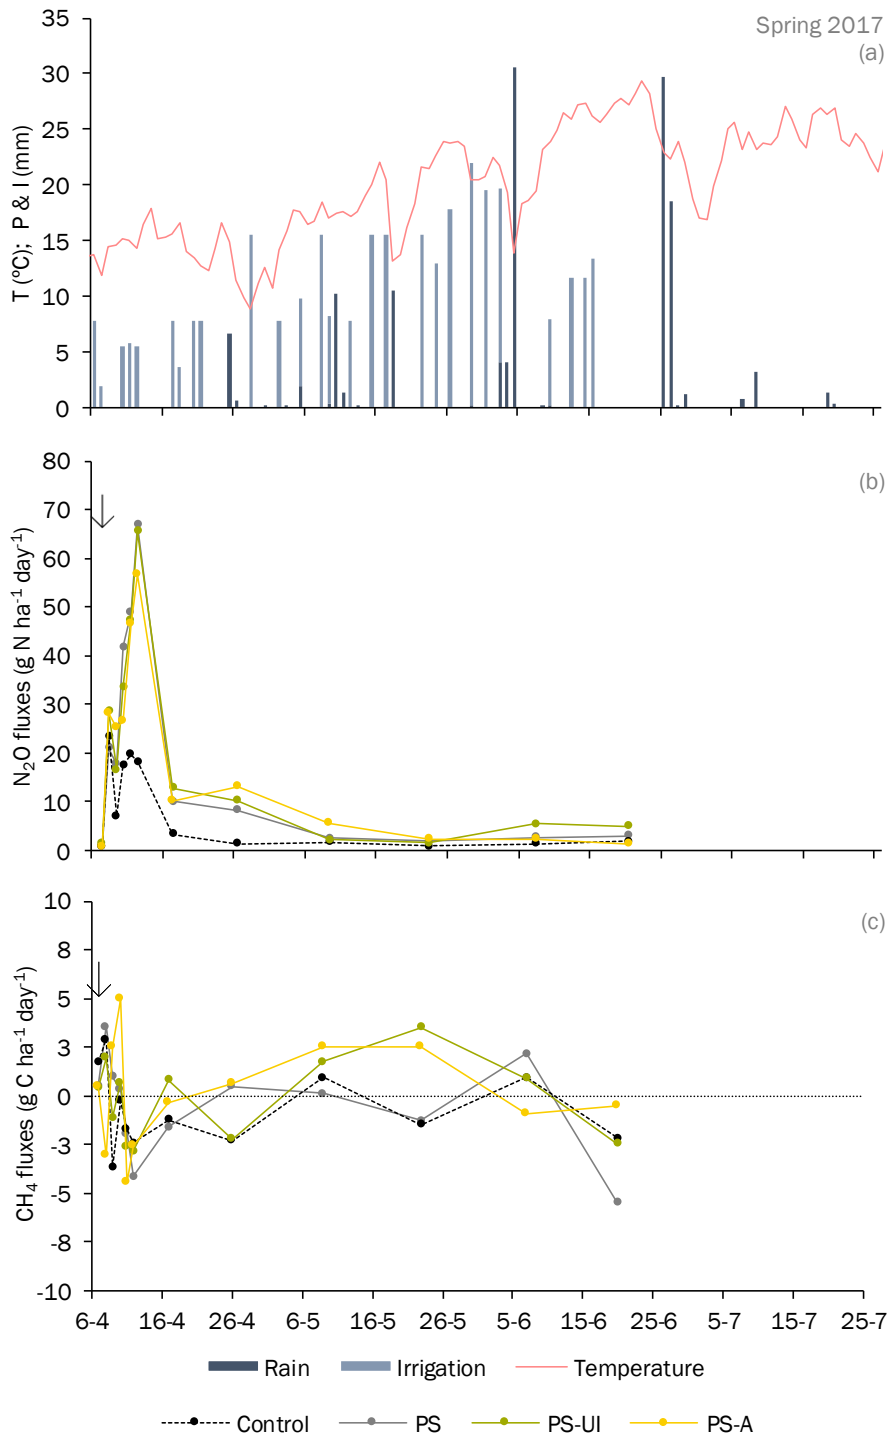 Spring 2017
(a)
T (ºC); P & I (mm)
35
30
25
20
15
10
5
0
(b)
N₂O fluxes (g N ha⁻¹ day⁻¹)
80
70
60
50
40
30
20
10
0
(c)
CH₄ fluxes (g C ha⁻¹ day⁻¹)
10
8
5
3
0
-3
-5
-8
-10
6-4 16-4 26-4 6-5 16-5 26-5 5-6 15-6 25-6 5-7 15-7 25-7
Rain Irrigation Temperature
Control PS PS-UI PS-A